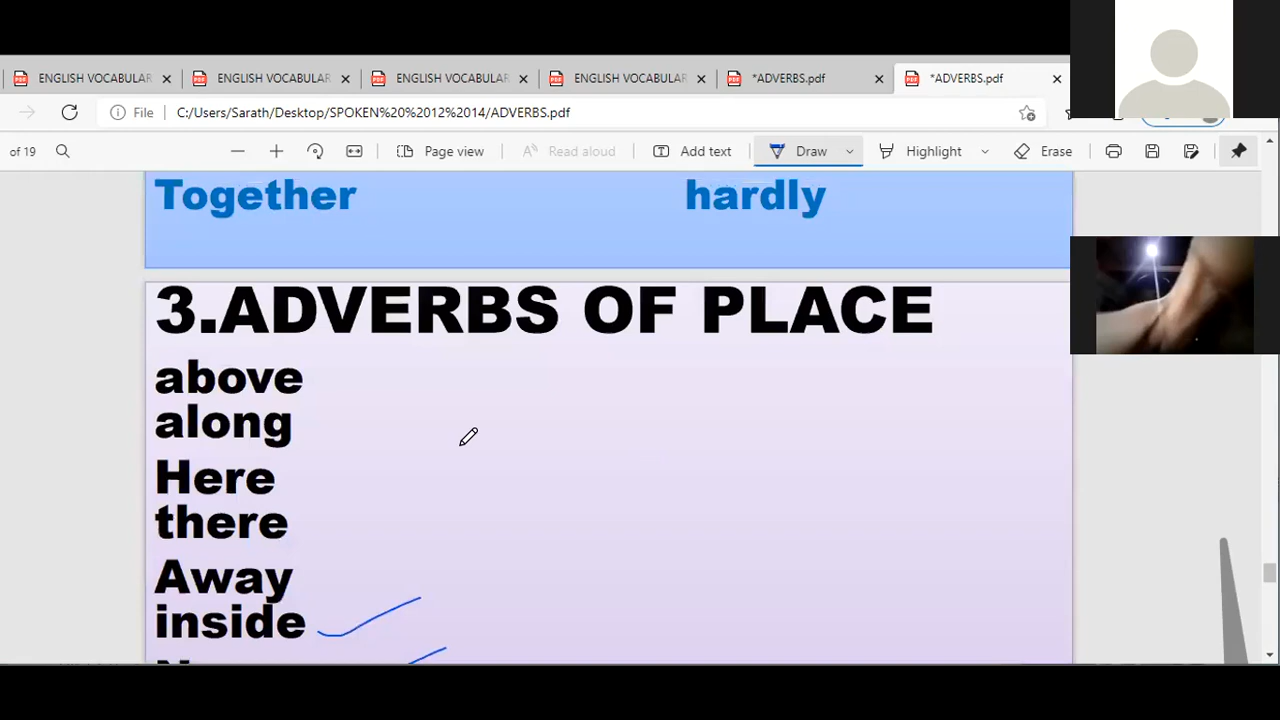 ENGLISH VOCABULAR
ENGLISH VOCABULAR
ENGLISH VOCABULAR
ENGLISH VOCABULAR
*ADVERBS.pdf
*ADVERBS.pdf
File
C:/Users/Sarath/Desktop/SPOKEN%20%2012%2014/ADVERBS.pdf
of 19
Page view
Read aloud
Add text
Draw
Highlight
Erase
Together hardly
3.ADVERBS OF PLACE
above
along
Here
there
Away
inside